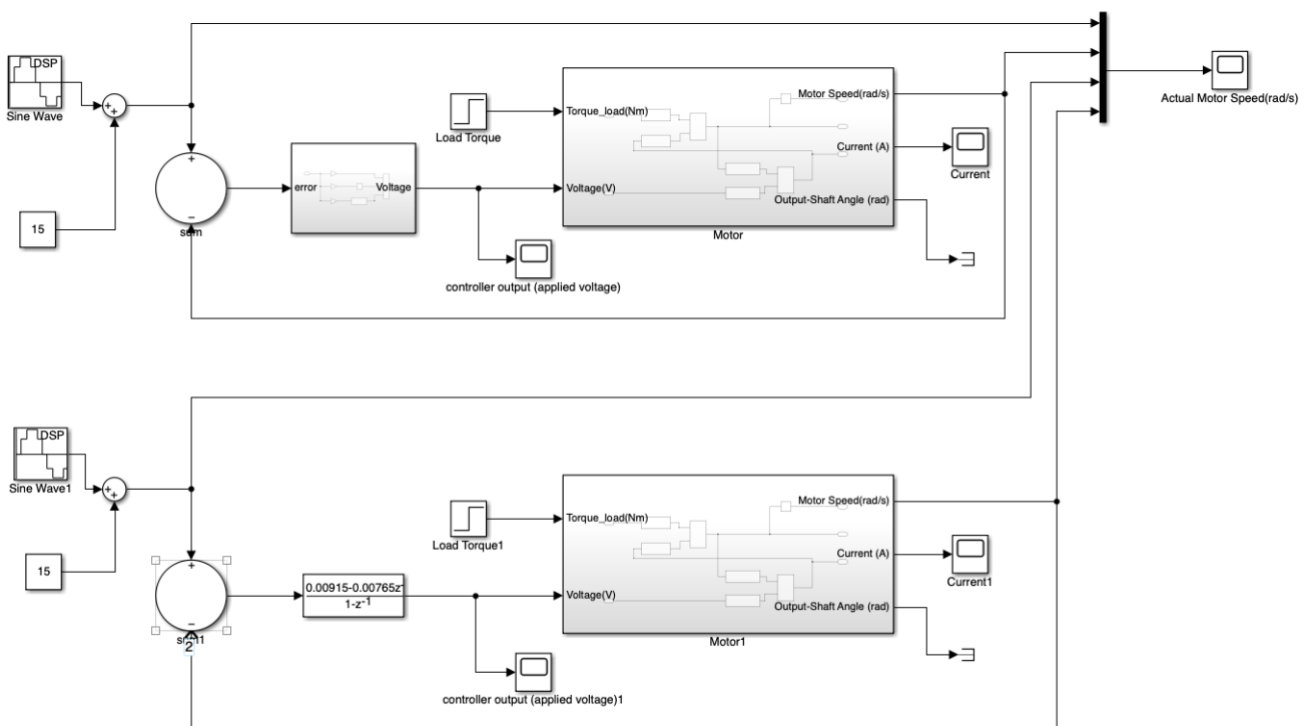 DSP
Sine Wave
+
+
+
−
sum
15
error
Voltage
Load Torque
Torque_load(Nm)
Voltage(V)
Motor Speed(rad/s)
Current (A)
Output-Shaft Angle (rad)
Motor
Current
controller output (applied voltage)
Actual Motor Speed(rad/s)
DSP
Sine Wave1
+
+
+
−
2
15
0.00915-0.00765z-
1-z-1
Load Torque1
Torque_load(Nm)
Voltage(V)
Motor Speed(rad/s)
Current (A)
Output-Shaft Angle (rad)
Motor1
Current1
controller output (applied voltage)1